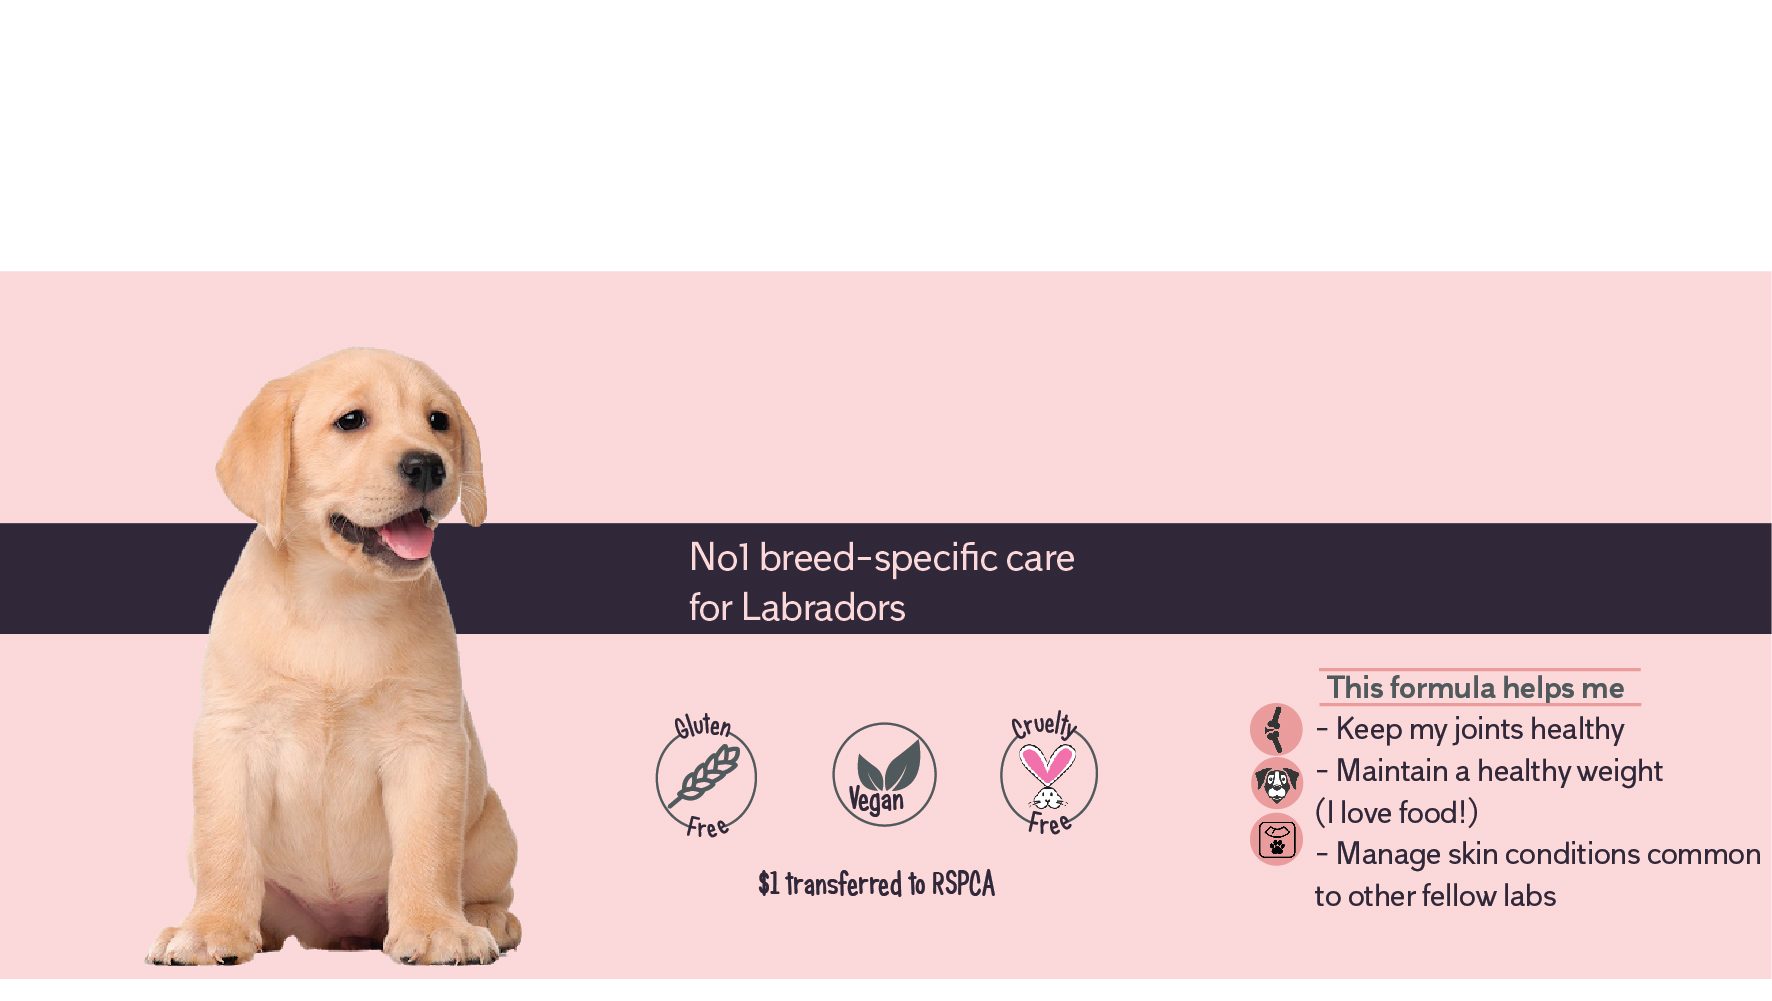 No1 breed-specific care
for Labradors
This formula helps me
- Keep my joints healthy
- Maintain a healthy weight
(I love food!)
- Manage skin conditions common
to other fellow labs
Gluten
Free
Vegan
Cruelty
Free
$1 transferred to RSPCA